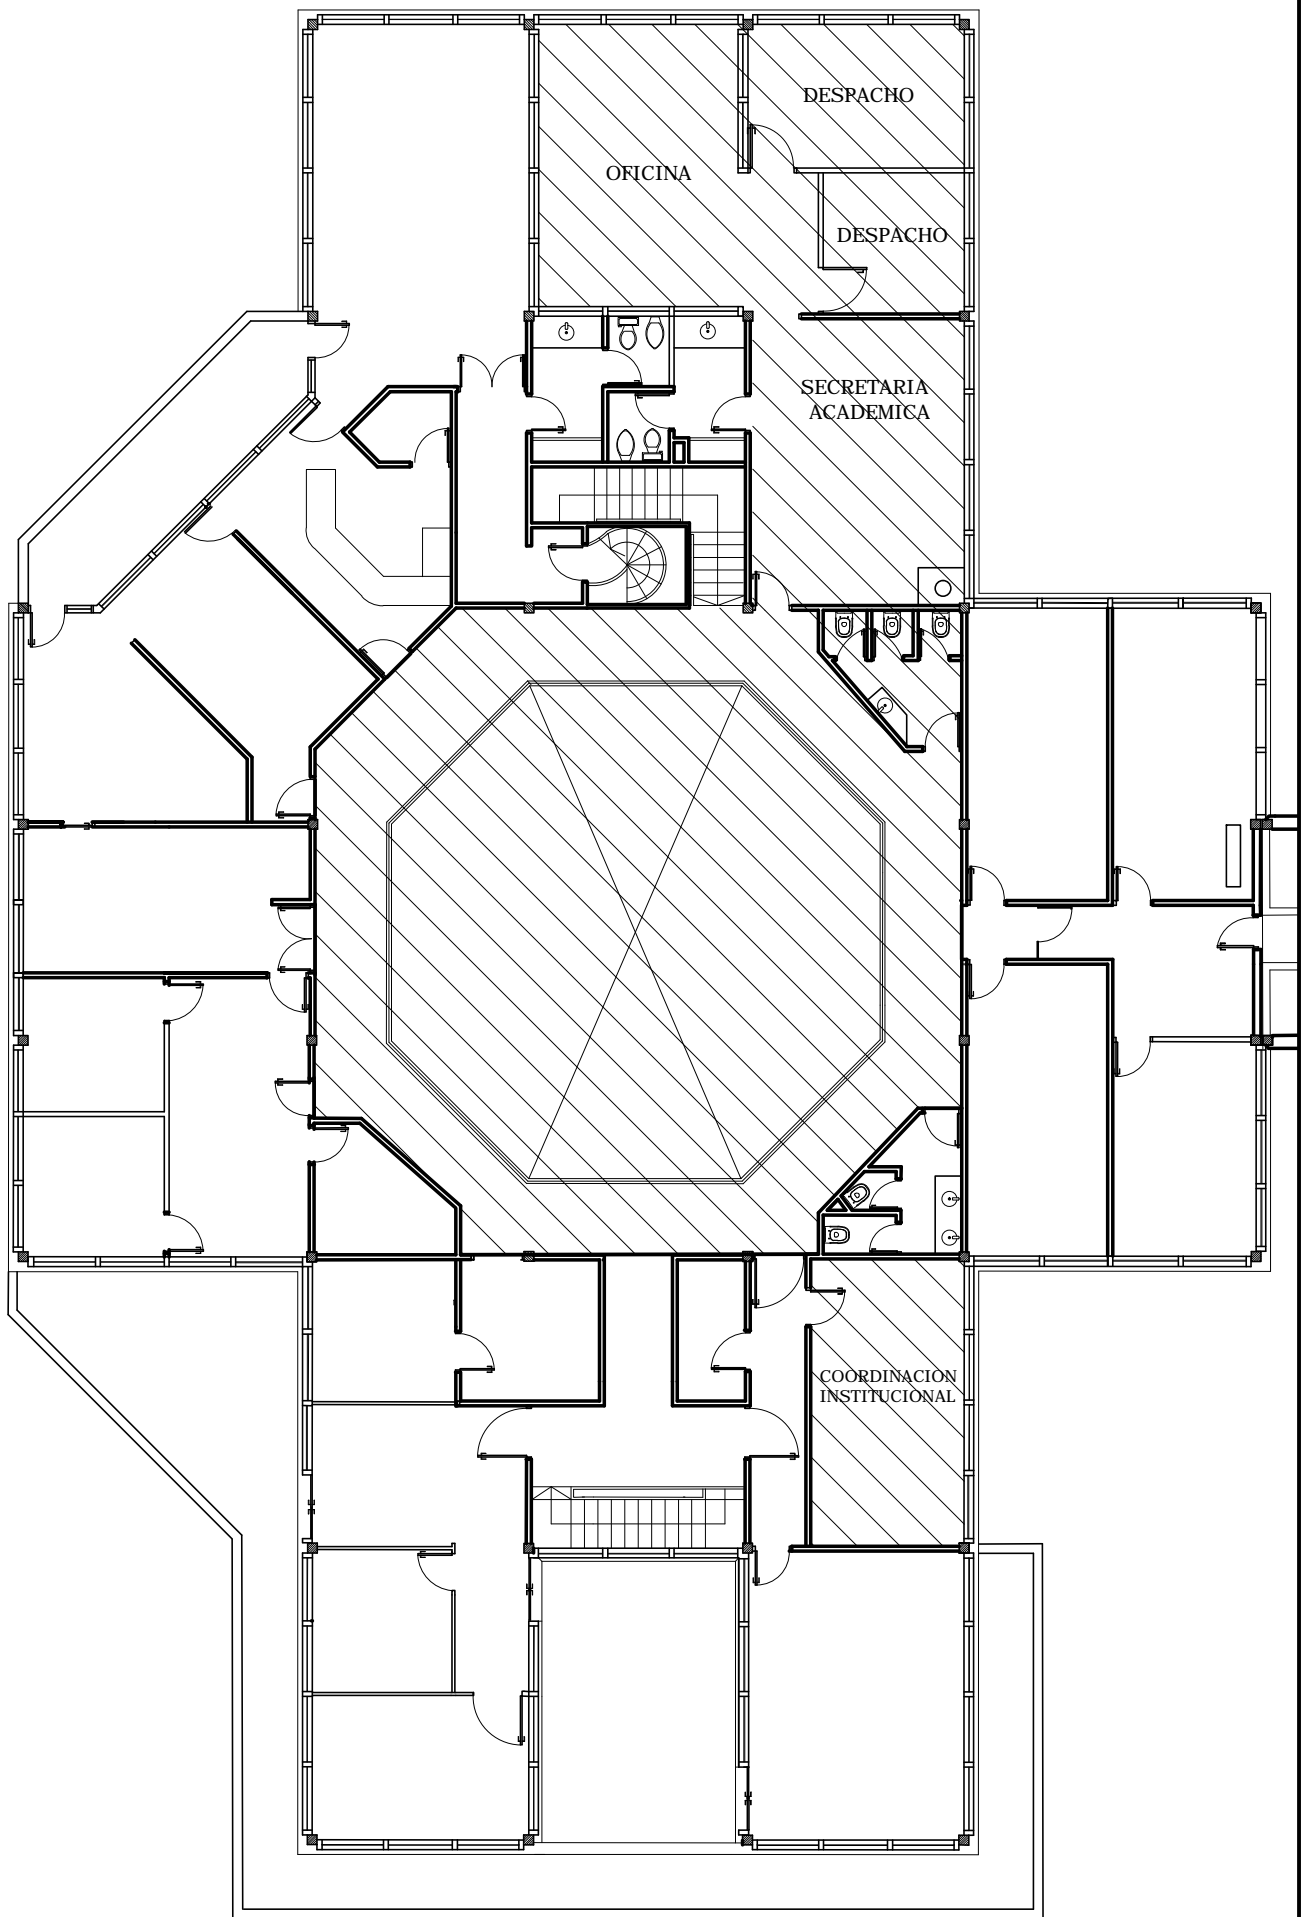 DESPACHO
OFICINA
DESPACHO
SECRETARIA
ACADEMICA
COORDINACION
INSTITUCIONAL